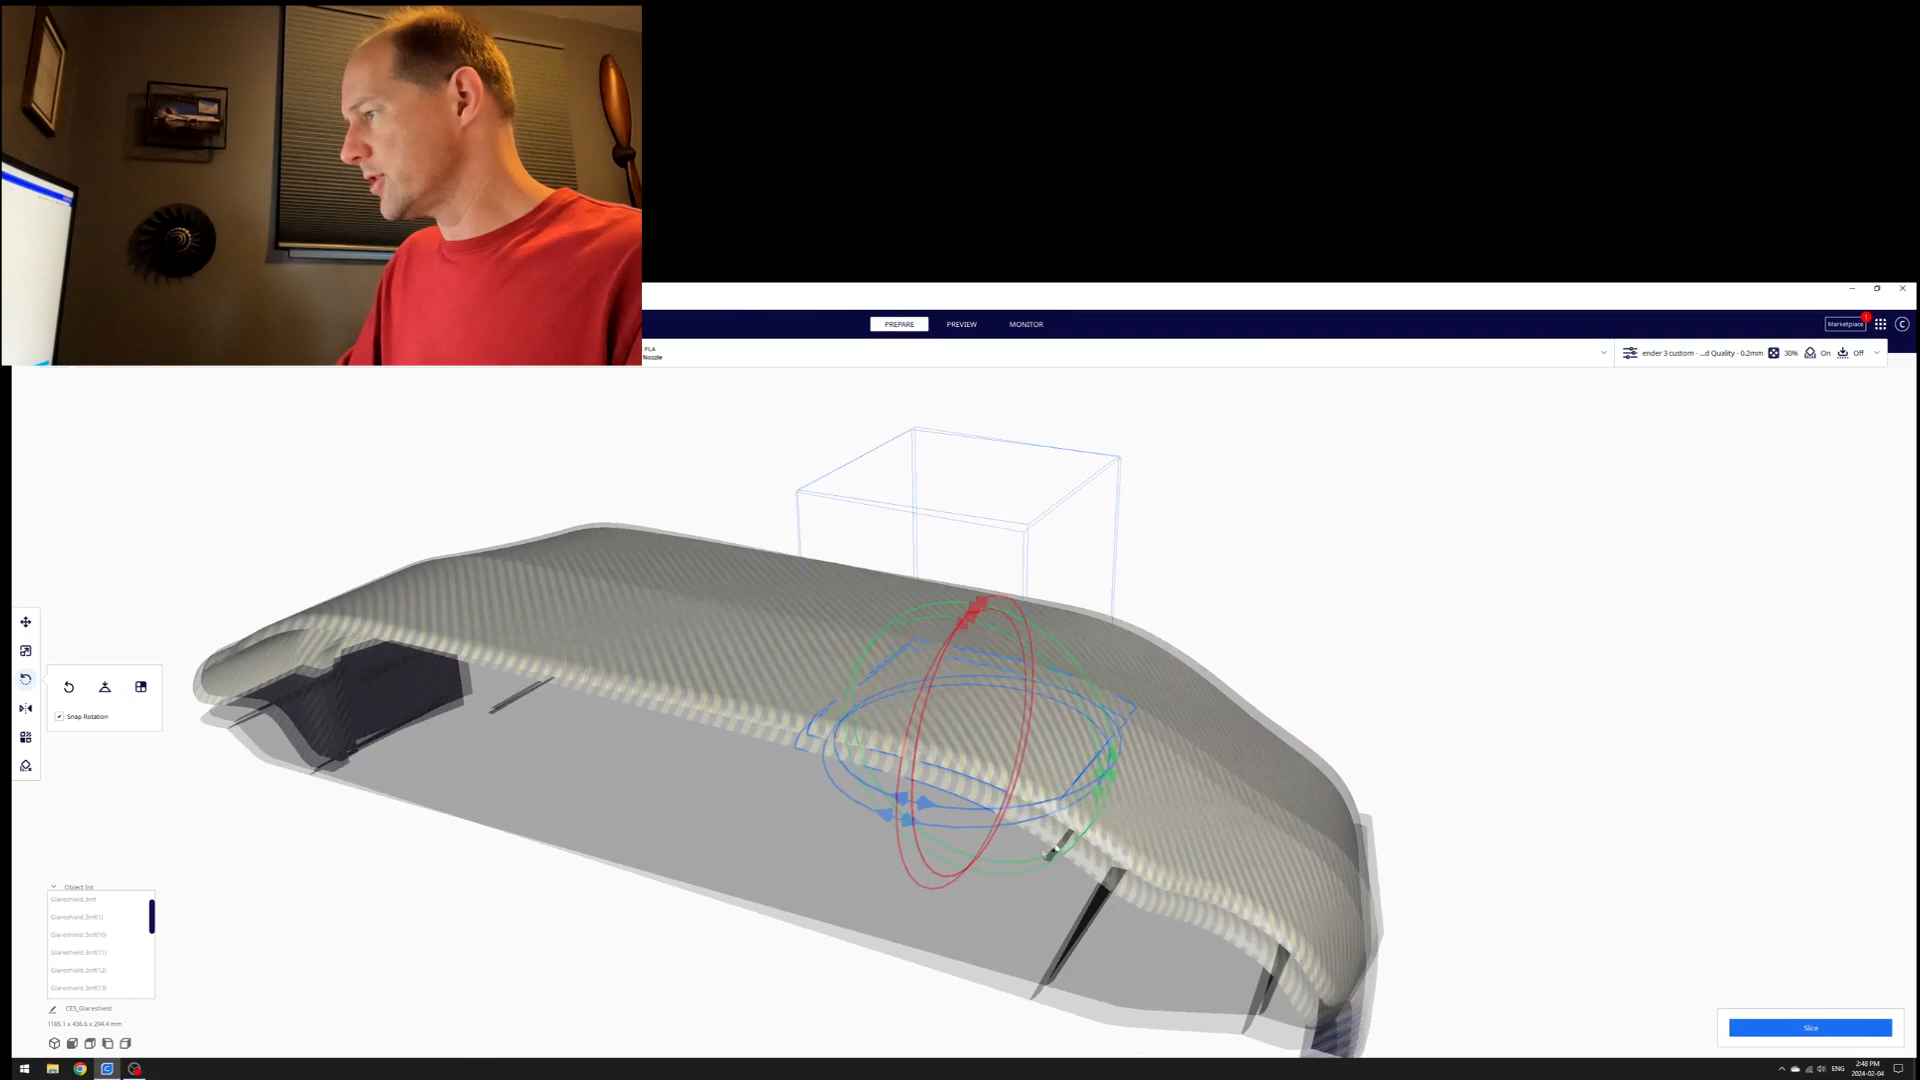 PREPARE PREVIEW MONITOR Marketplace 1 C
PLA
Nozzle
ender 3 custom - ...d Quality - 0.2mm 30% On Off
Snap Rotation
Object list
Glareshield.3mf
Glareshield.3mf(1)
Glareshield.3mf(10)
Glareshield.3mf(11)
Glareshield.3mf(12)
Glareshield.3mf(13)
CE3_Glareshield
1185.1 x 436.6 x 294.4 mm
Slice
ENG
2:48 PM
2024-02-04